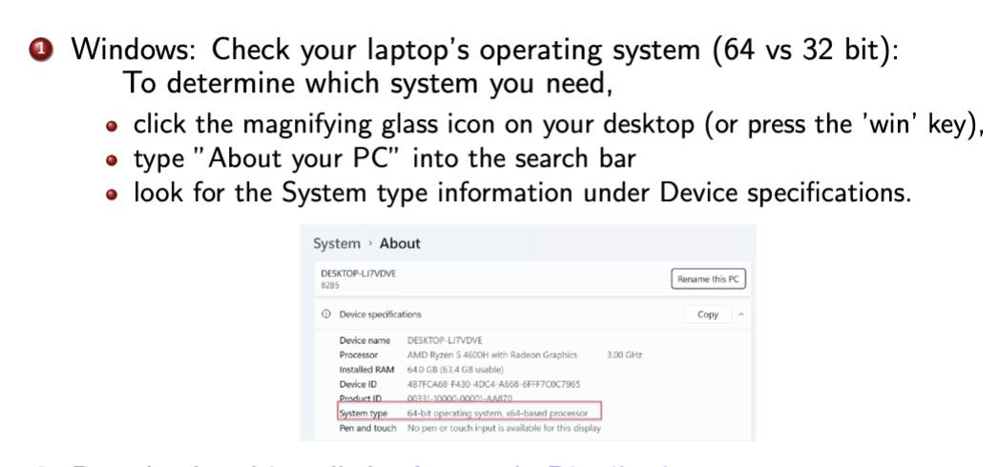 1 Windows: Check your laptop's operating system (64 vs 32 bit):
To determine which system you need,
click the magnifying glass icon on your desktop (or press the 'win' key),
type "About your PC" into the search bar
look for the System type information under Device specifications.
System > About
DESKTOP-LJ7VDVE
8285
Rename this PC
Device specifications
Copy
Device name DESKTOP-LJ7VDVE
Processor AMD Ryzen 5 4600H with Radeon Graphics 3.00 GHz
Installed RAM 64.0 GB (63.4 GB usable)
Device ID 4B7FCA68-F430-4DC4-A668-6FFF7C0C7965
Product ID 00331-10000-00001-AA870
System type 64-bit operating system, x64-based processor
Pen and touch No pen or touch input is available for this display